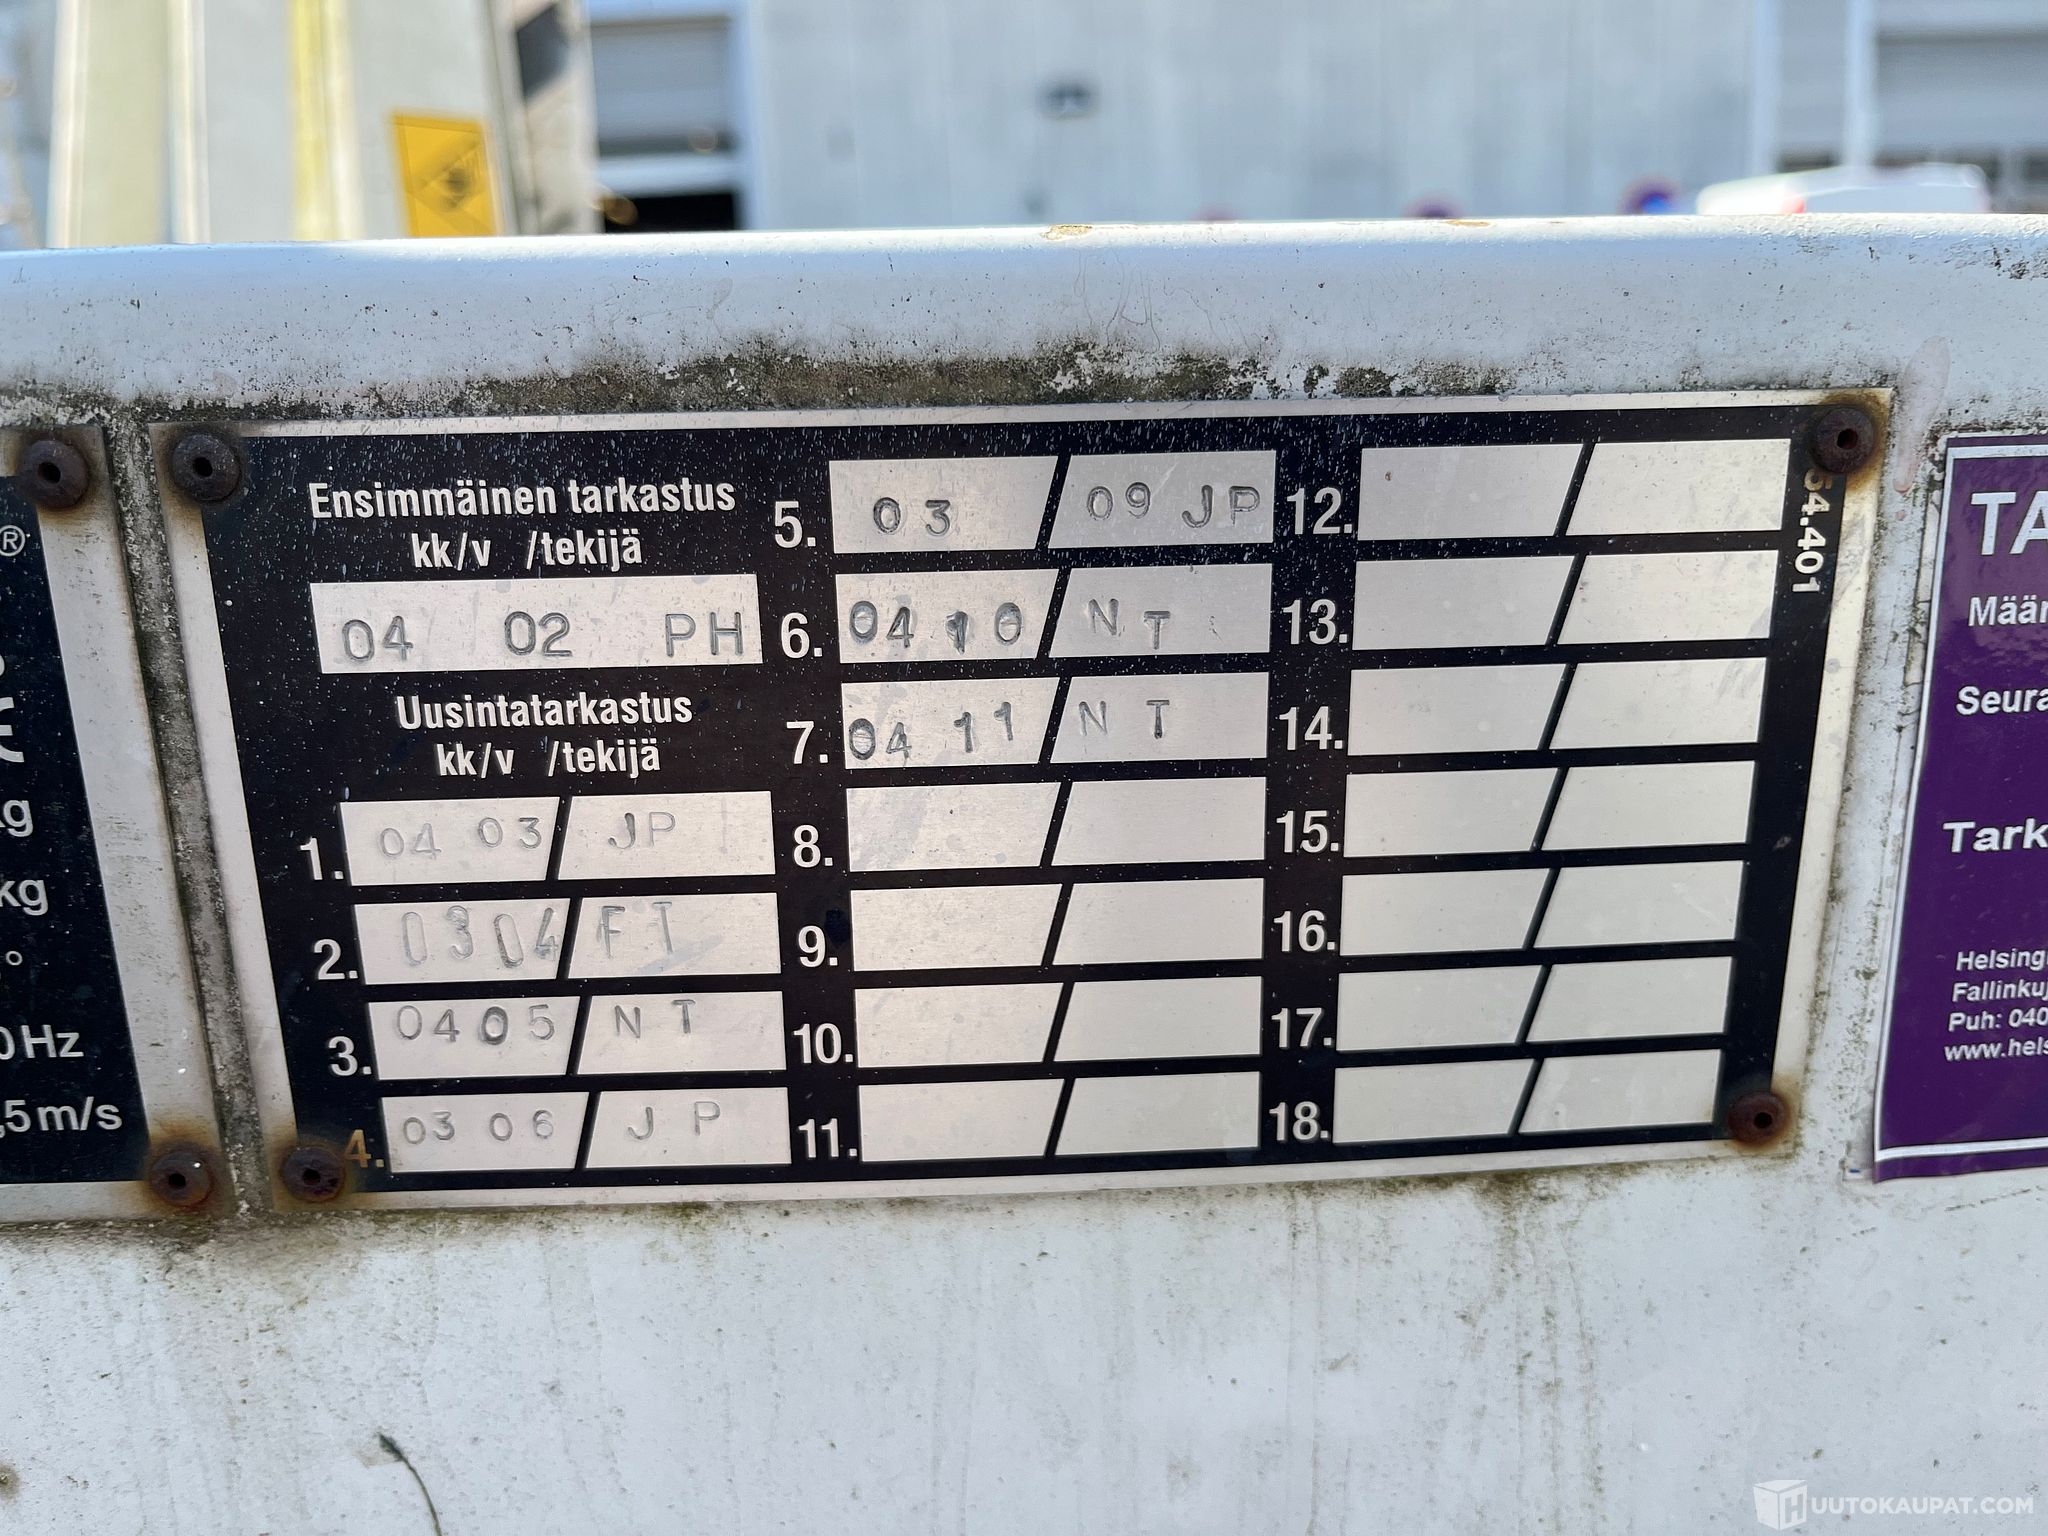 ®
kg
kg
°
0Hz
,5m/s
Ensimmäinen tarkastus
kk/v /tekijä
04 02 PH
Uusintatarkastus
kk/v /tekijä
1. 04 03 JP
2. 03 04 FT
3. 04 05 NT
4. 03 06 JP
5. 03 09 JP
6. 04 10 NT
7. 04 11 NT
8.
9.
10.
11.
12.
13.
14.
15.
16.
17.
18.
54.401
TA
Määr
Seura
Tark
Helsing
Fallinkuj
Puh: 040
www.hels
HUUTOKAUPAT.COM